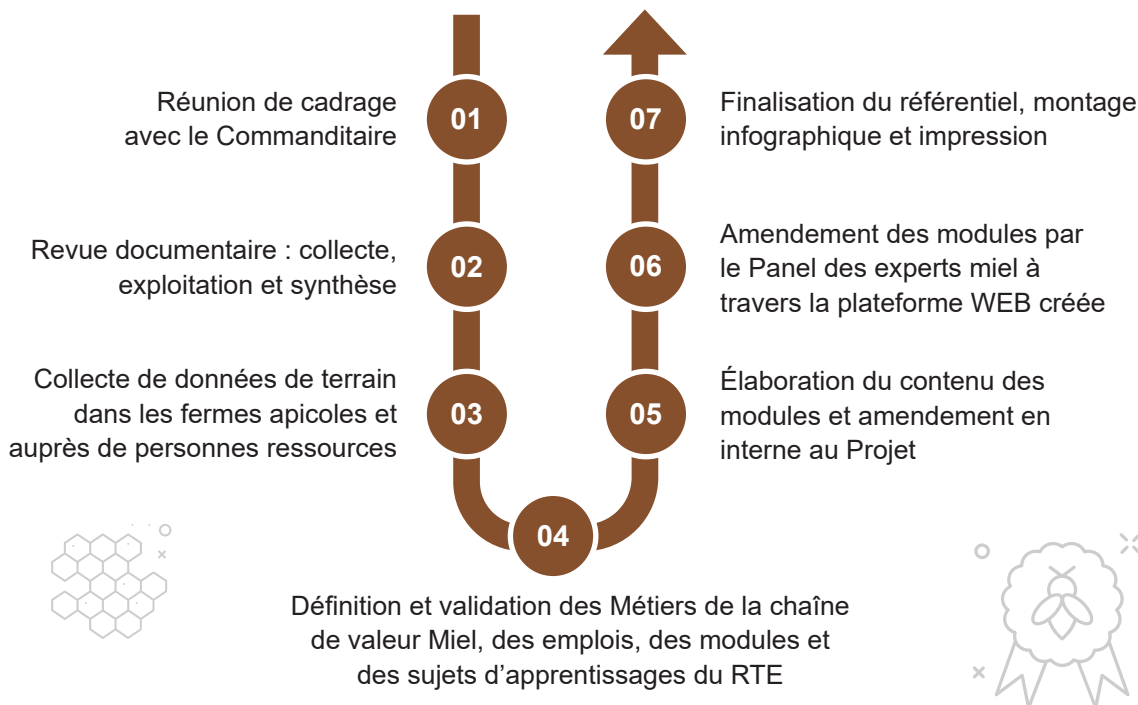 01
Réunion de cadrage
avec le Commanditaire
02
Revue documentaire : collecte,
exploitation et synthèse
03
Collecte de données de terrain
dans les fermes apicoles et
auprès de personnes ressources
04
Définition et validation des Métiers de la chaîne
de valeur Miel, des emplois, des modules et
des sujets d’apprentissages du RTE
05
Élaboration du contenu des
modules et amendement en
interne au Projet
06
Amendement des modules par
le Panel des experts miel à
travers la plateforme WEB créée
07
Finalisation du référentiel, montage
infographique et impression